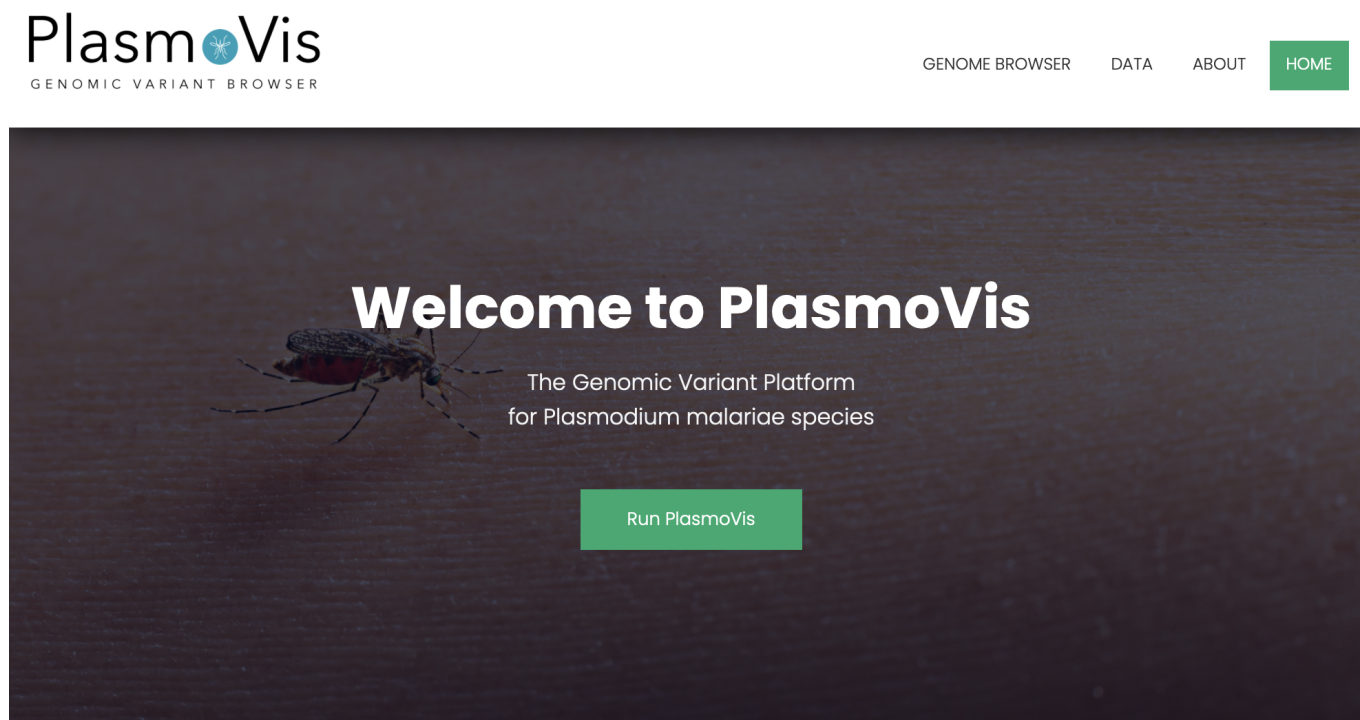 PlasmoVis
GENOMIC VARIANT BROWSER
GENOME BROWSER
DATA
ABOUT
HOME
Welcome to PlasmoVis
The Genomic Variant Platform
for Plasmodium malariae species
Run PlasmoVis